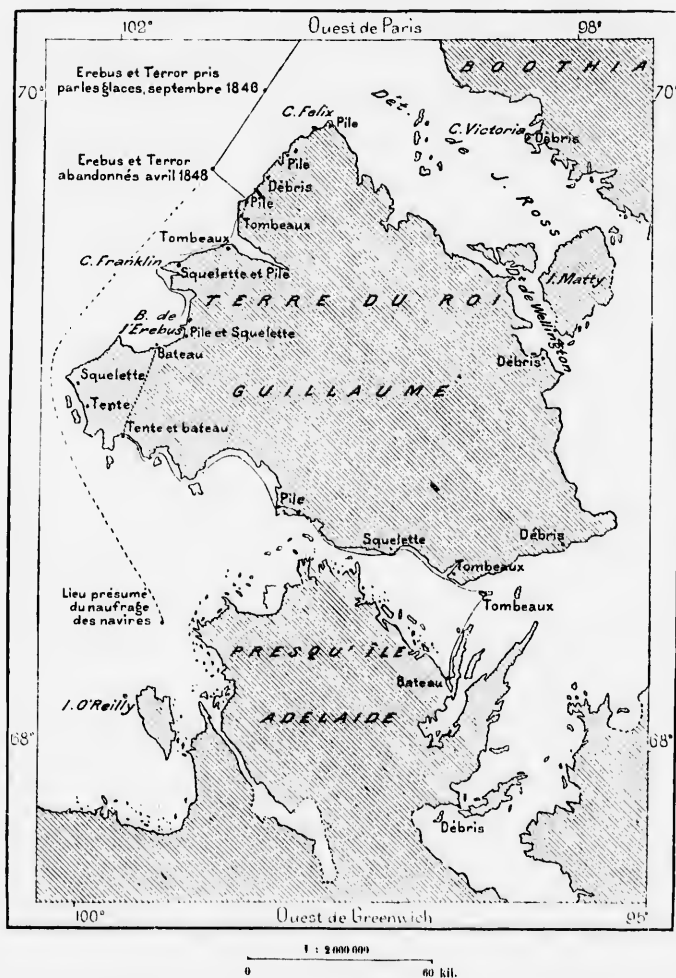 102°
Ouest de Paris
98°
BOOTHIA
Erebus et Terror pris
par les glaces, septembre 1846
70°
70°
C. Felix
Pile
Dét. de J. Ross
C. Victoria
Débris
Pile
Erebus et Terror
abandonnés avril 1848
Débris
Pile
Tombeaux
Tombeaux
C. Franklin
Squelette et Pile
I. Matty
TERRE DU ROI
Dt de Wellington
B. de
l'Erebus
Pile et Squelette
Bateau
Débris
Squelette
GUILLAUME
Tente
Tente et bateau
Pile
Squelette
Débris
Tombeaux
Lieu présumé
du naufrage
des navires
Tombeaux
PRESQU'ÎLE
Bateau
I. O'Reilly
ADÉLAIDE
68°
68°
Débris
100°
Ouest de Greenwich
95°
1 : 2 000 000
0
60 kil.